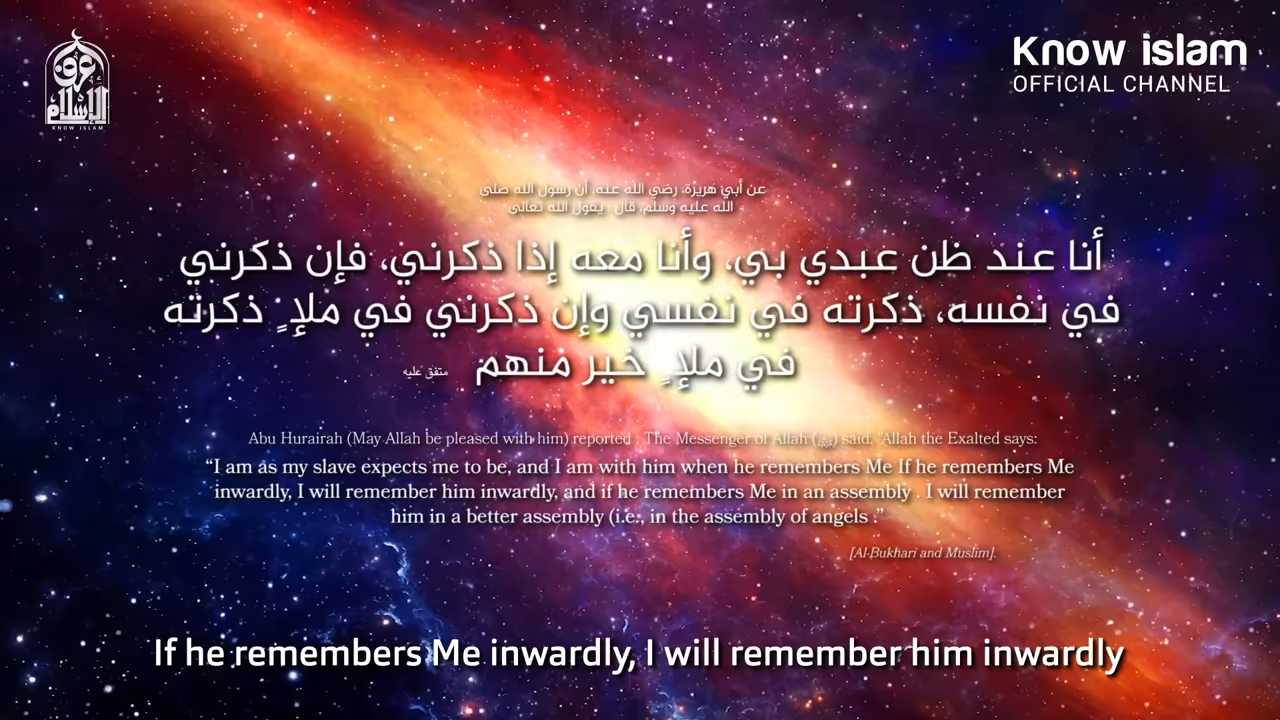 Know islam
OFFICIAL CHANNEL
KNOW ISLAM
عن أبي هريرة، رضي الله عنه، أن رسول الله صلى
الله عليه وسلم، قال : يقول الله تعالى
أنا عند ظن عبدي بي، وأنا معه إذا ذكرني، فإن ذكرني
في نفسه، ذكرته في نفسي وإن ذكرني في ملإٍ ذكرته
في ملإٍ خير منهم متفق عليه
Abu Hurairah (May Allah be pleased with him) reported : The Messenger of Allah (ﷺ) said, "Allah the Exalted says:
“I am as my slave expects me to be, and I am with him when he remembers Me If he remembers Me
inwardly, I will remember him inwardly, and if he remembers Me in an assembly . I will remember
him in a better assembly (i.e., in the assembly of angels .”
[Al-Bukhari and Muslim].
If he remembers Me inwardly, I will remember him inwardly